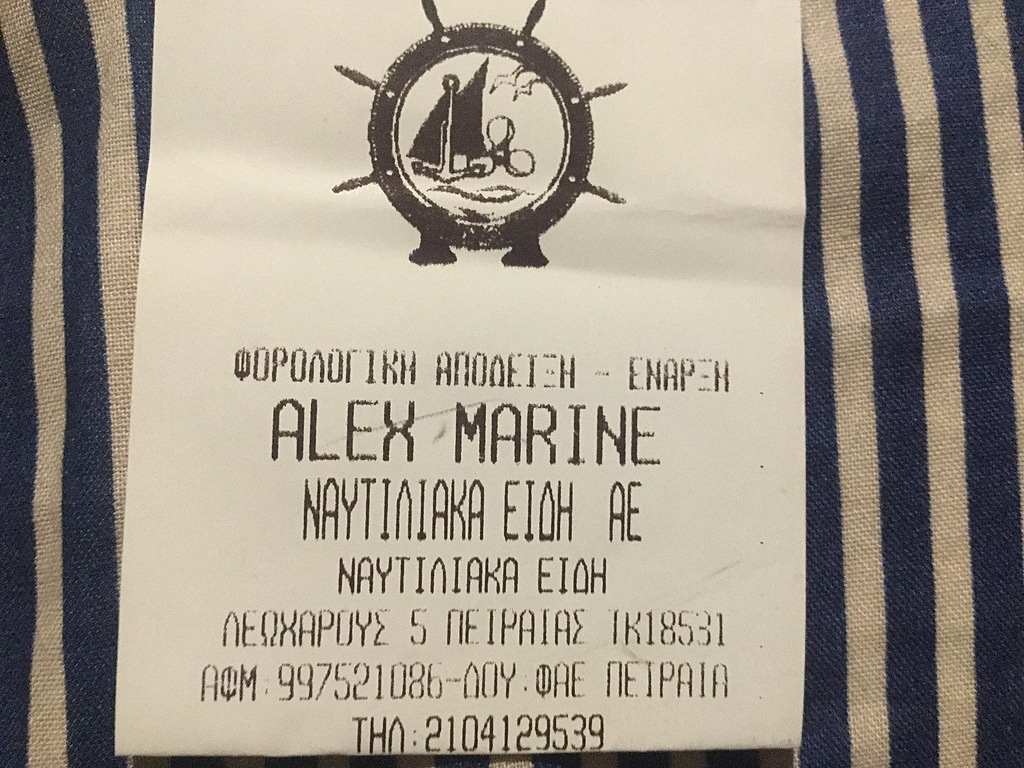 ΦΟΡΟΛΟΓΙΚΗ ΑΠΟΔΕΙΞΗ - ΕΝΑΡΞΗ
ALEX MARINE
ΝΑΥΤΙΛΙΑΚΑ ΕΙΔΗ ΑΕ
ΝΑΥΤΙΛΙΑΚΑ ΕΙΔΗ
ΛΕΩΧΑΡΟΥΣ 5 ΠΕΙΡΑΙΑΣ ΤΚ18531
ΑΦΜ:997521086-ΔΟΥ:ΦΑΕ ΠΕΙΡΑΙΑ
ΤΗΛ:2104129539